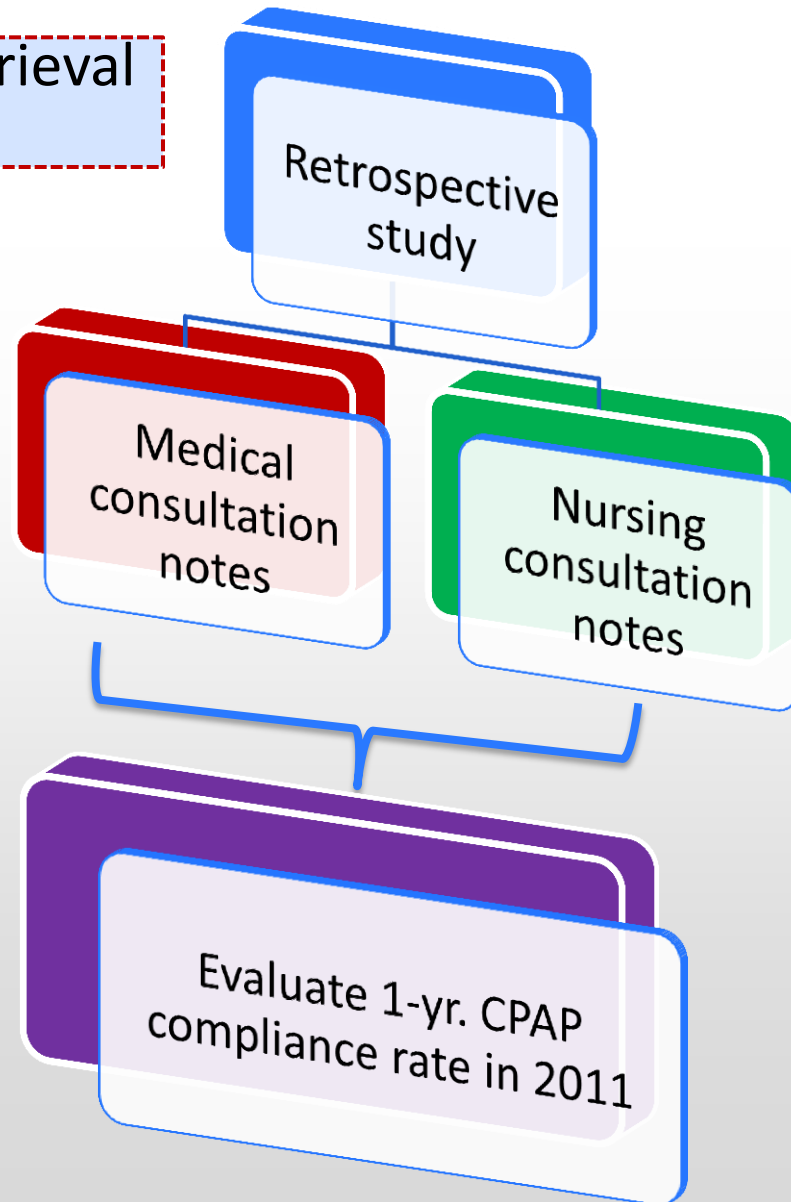 rieval
Retrospective
study
Medical
consultation
notes
Nursing
consultation
notes
Evaluate 1-yr. CPAP
compliance rate in 2011